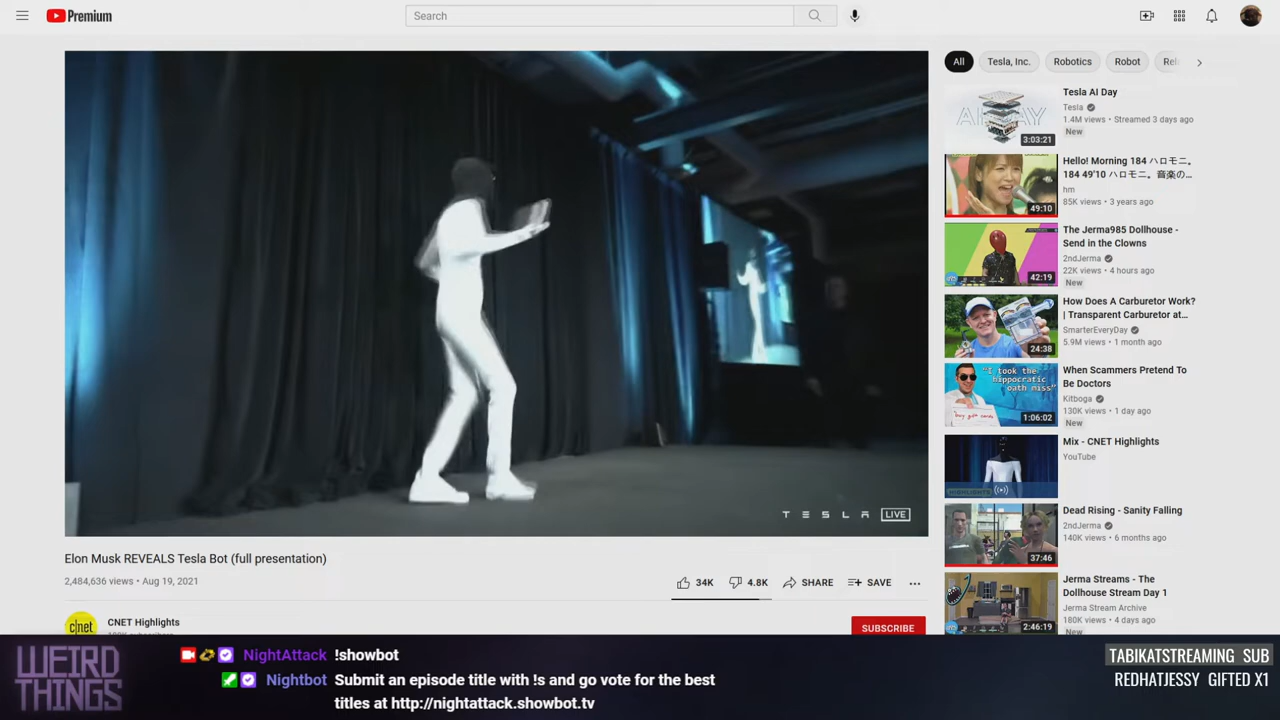 Premium
Search
All
Tesla, Inc.
Robotics
Robot
T E S L A LIVE
Elon Musk REVEALS Tesla Bot (full presentation)
2,484,636 views • Aug 19, 2021
34K
4.8K
SHARE
SAVE
c|net
CNET Highlights
SUBSCRIBE
3:03:21
Tesla AI Day
Tesla
1.4M views • Streamed 3 days ago
New
49:10
Hello! Morning 184 ハロモニ。
184 49'10 ハロモニ。音楽の...
hm
85K views • 3 years ago
42:19
The Jerma985 Dollhouse -
Send in the Clowns
2ndJerma
22K views • 4 hours ago
New
24:38
How Does A Carburetor Work?
| Transparent Carburetor at...
SmarterEveryDay
5.9M views • 1 month ago
"I took the
hippocratic
oath miss"
1:06:02
When Scammers Pretend To
Be Doctors
Kitboga
130K views • 1 day ago
New
Mix - CNET Highlights
YouTube
37:46
Dead Rising - Sanity Falling
2ndJerma
140K views • 6 months ago
2:46:19
Jerma Streams - The
Dollhouse Stream Day 1
Jerma Stream Archive
180K views • 4 days ago
New
WEIRD
THINGS
NightAttack !showbot
Nightbot Submit an episode title with !s and go vote for the best
titles at http://nightattack.showbot.tv
TABIKATSTREAMING SUB
REDHATJESSY GIFTED X1